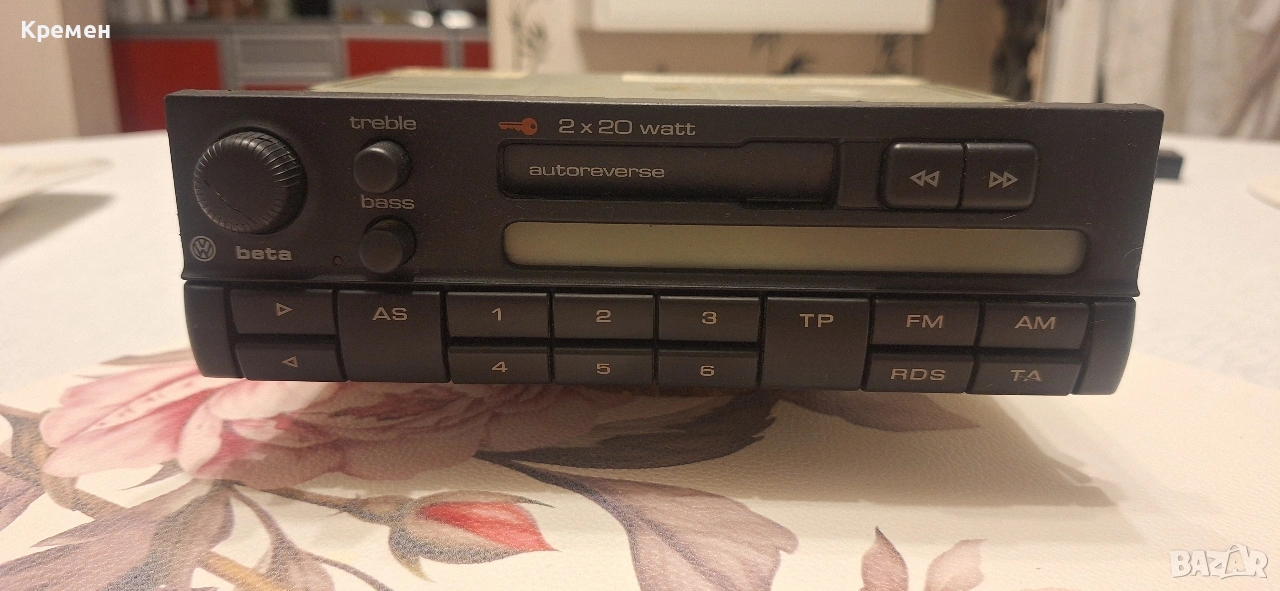 Кремен
treble
2 x 20 watt
autoreverse
bass
beta
AS
1
2
3
TP
FM
AM
4
5
6
RDS
TA
BAZAR